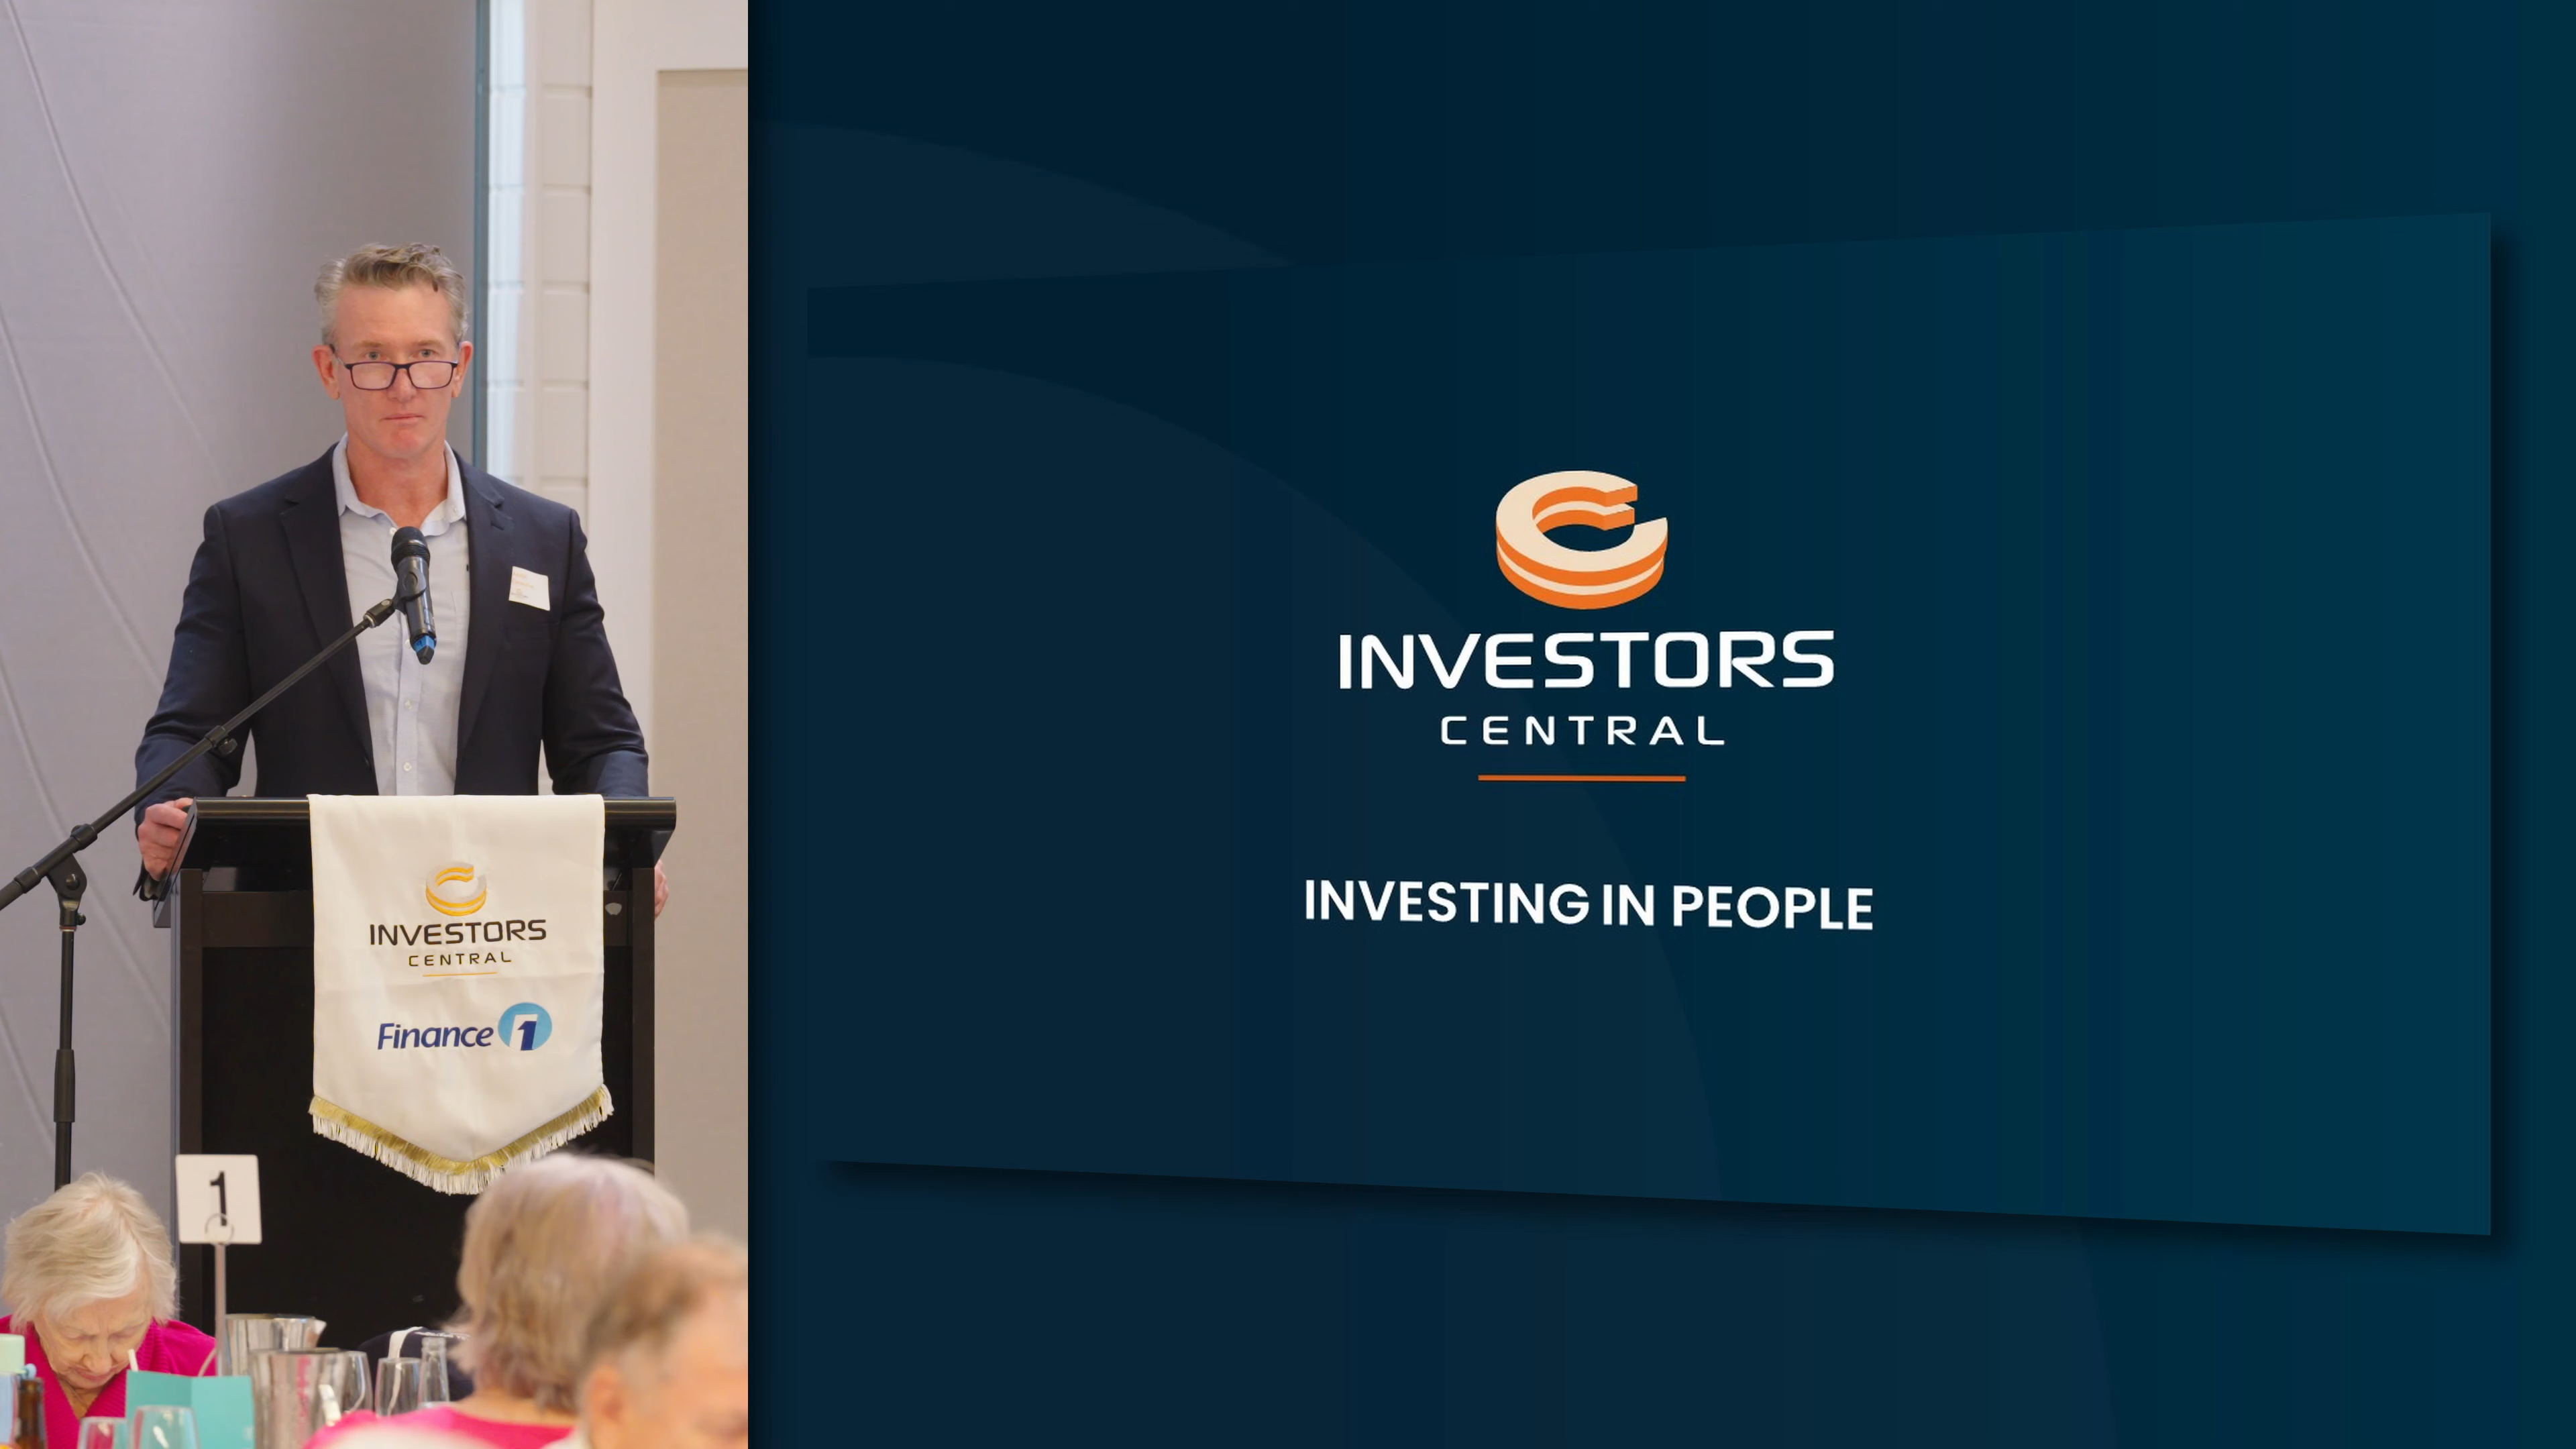 INVESTORS
CENTRAL
Finance 1
1
INVESTORS
CENTRAL
INVESTING IN PEOPLE